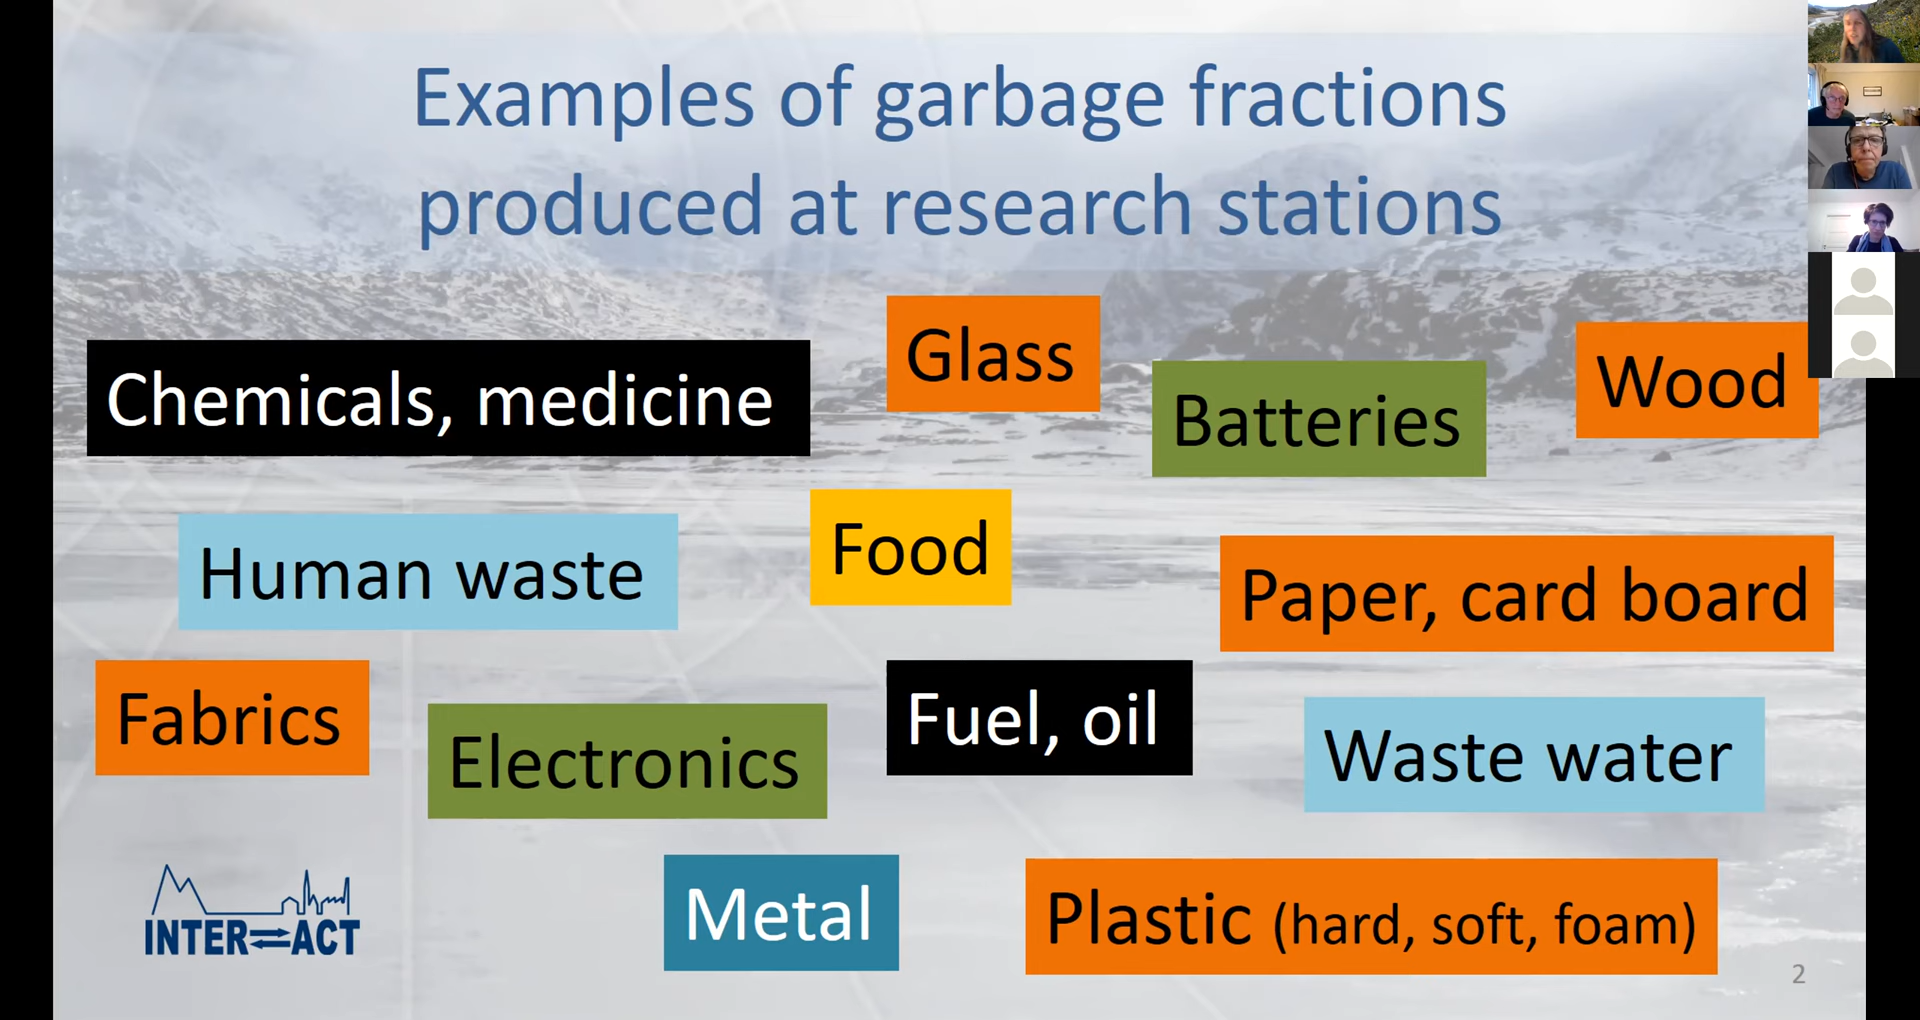 Examples of garbage fractions
produced at research stations
Glass
Wood
Chemicals, medicine
Batteries
Food
Human waste
Paper, card board
Fabrics
Fuel, oil
Electronics
Waste water
Metal
Plastic (hard, soft, foam)
INTER⇌ACT
2